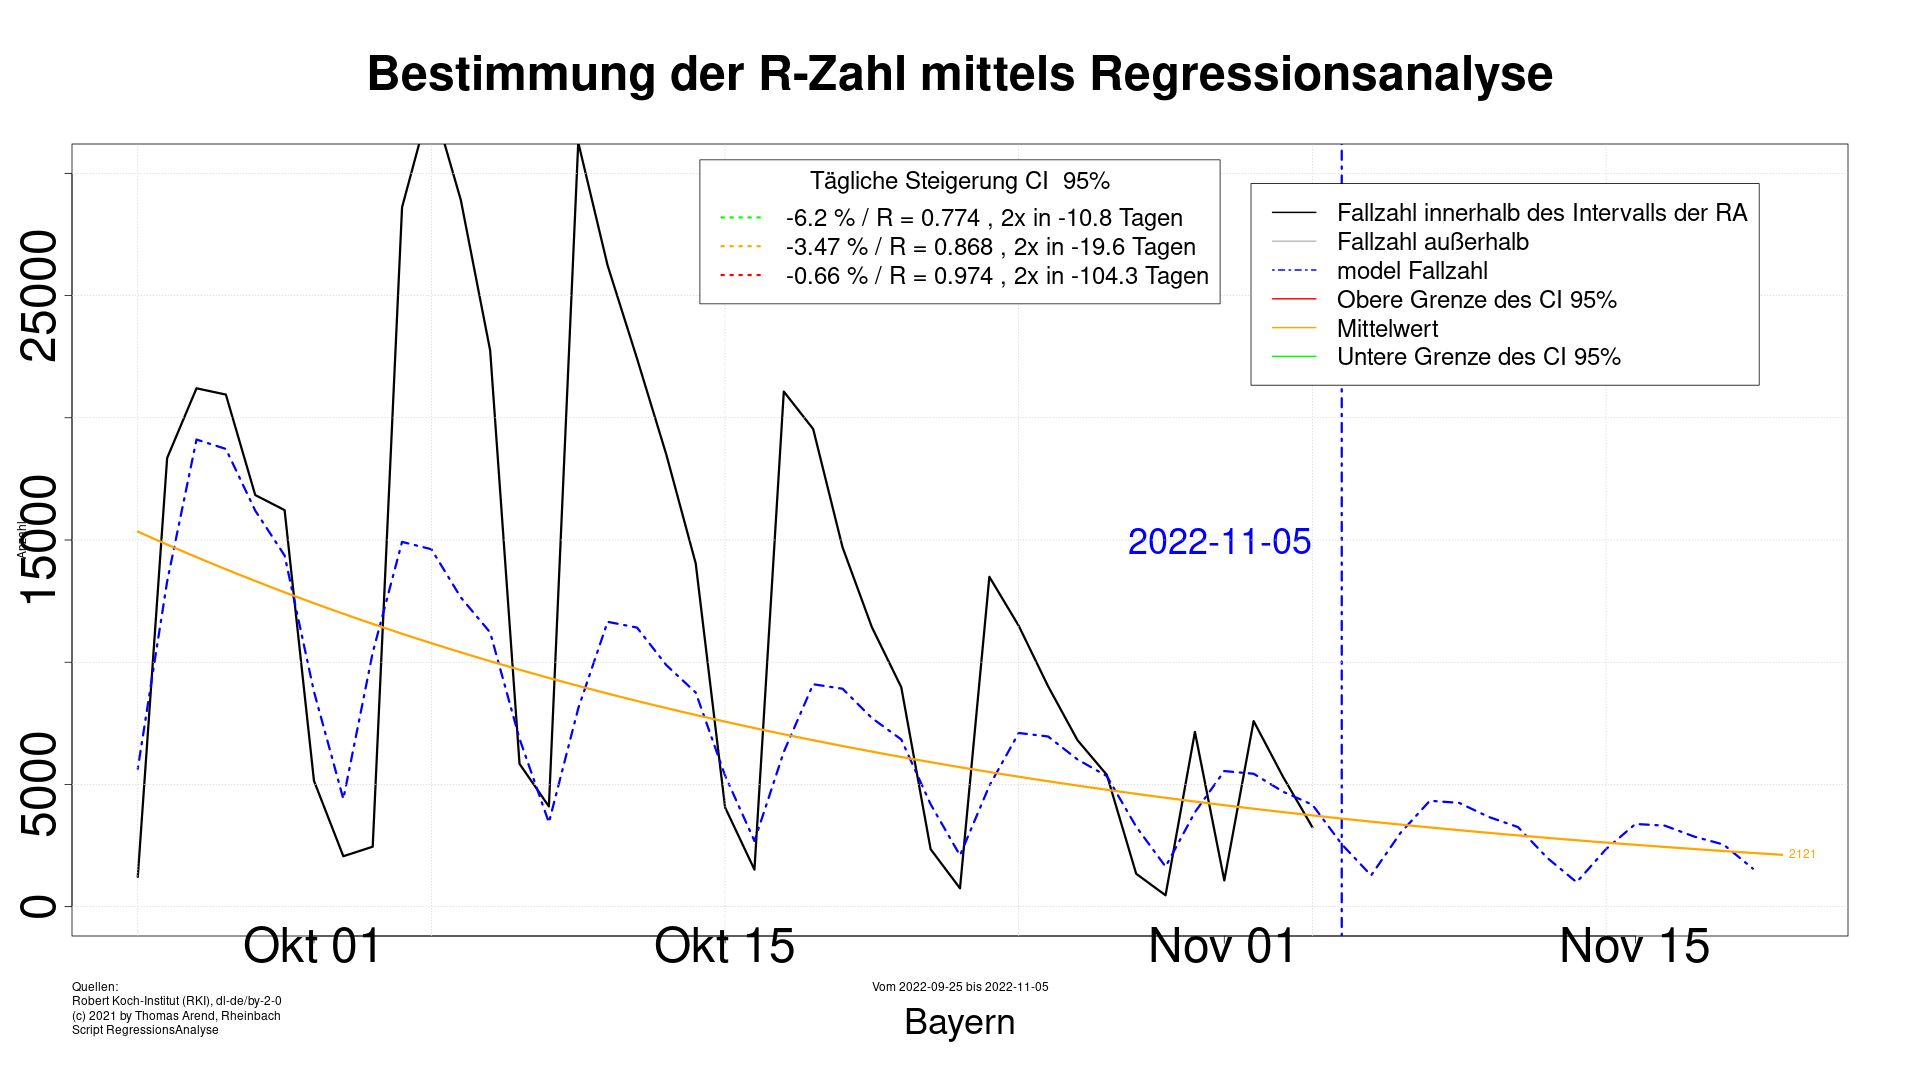 Bestimmung der R-Zahl mittels Regressionsanalyse
Tägliche Steigerung CI  95%
-6.2 % / R = 0.774 , 2x in -10.8 Tagen
-3.47 % / R = 0.868 , 2x in -19.6 Tagen
-0.66 % / R = 0.974 , 2x in -104.3 Tagen
Fallzahl innerhalb des Intervalls der RA
Fallzahl außerhalb
model Fallzahl
Obere Grenze des CI 95%
Mittelwert
Untere Grenze des CI 95%
25000
15000
5000
0
Anzahl
2022-11-05
2121
Okt 01
Okt 15
Nov 01
Nov 15
Quellen:
Robert Koch-Institut (RKI), dl-de/by-2-0
(c) 2021 by Thomas Arend, Rheinbach
Script RegressionsAnalyse
Vom 2022-09-25 bis 2022-11-05
Bayern